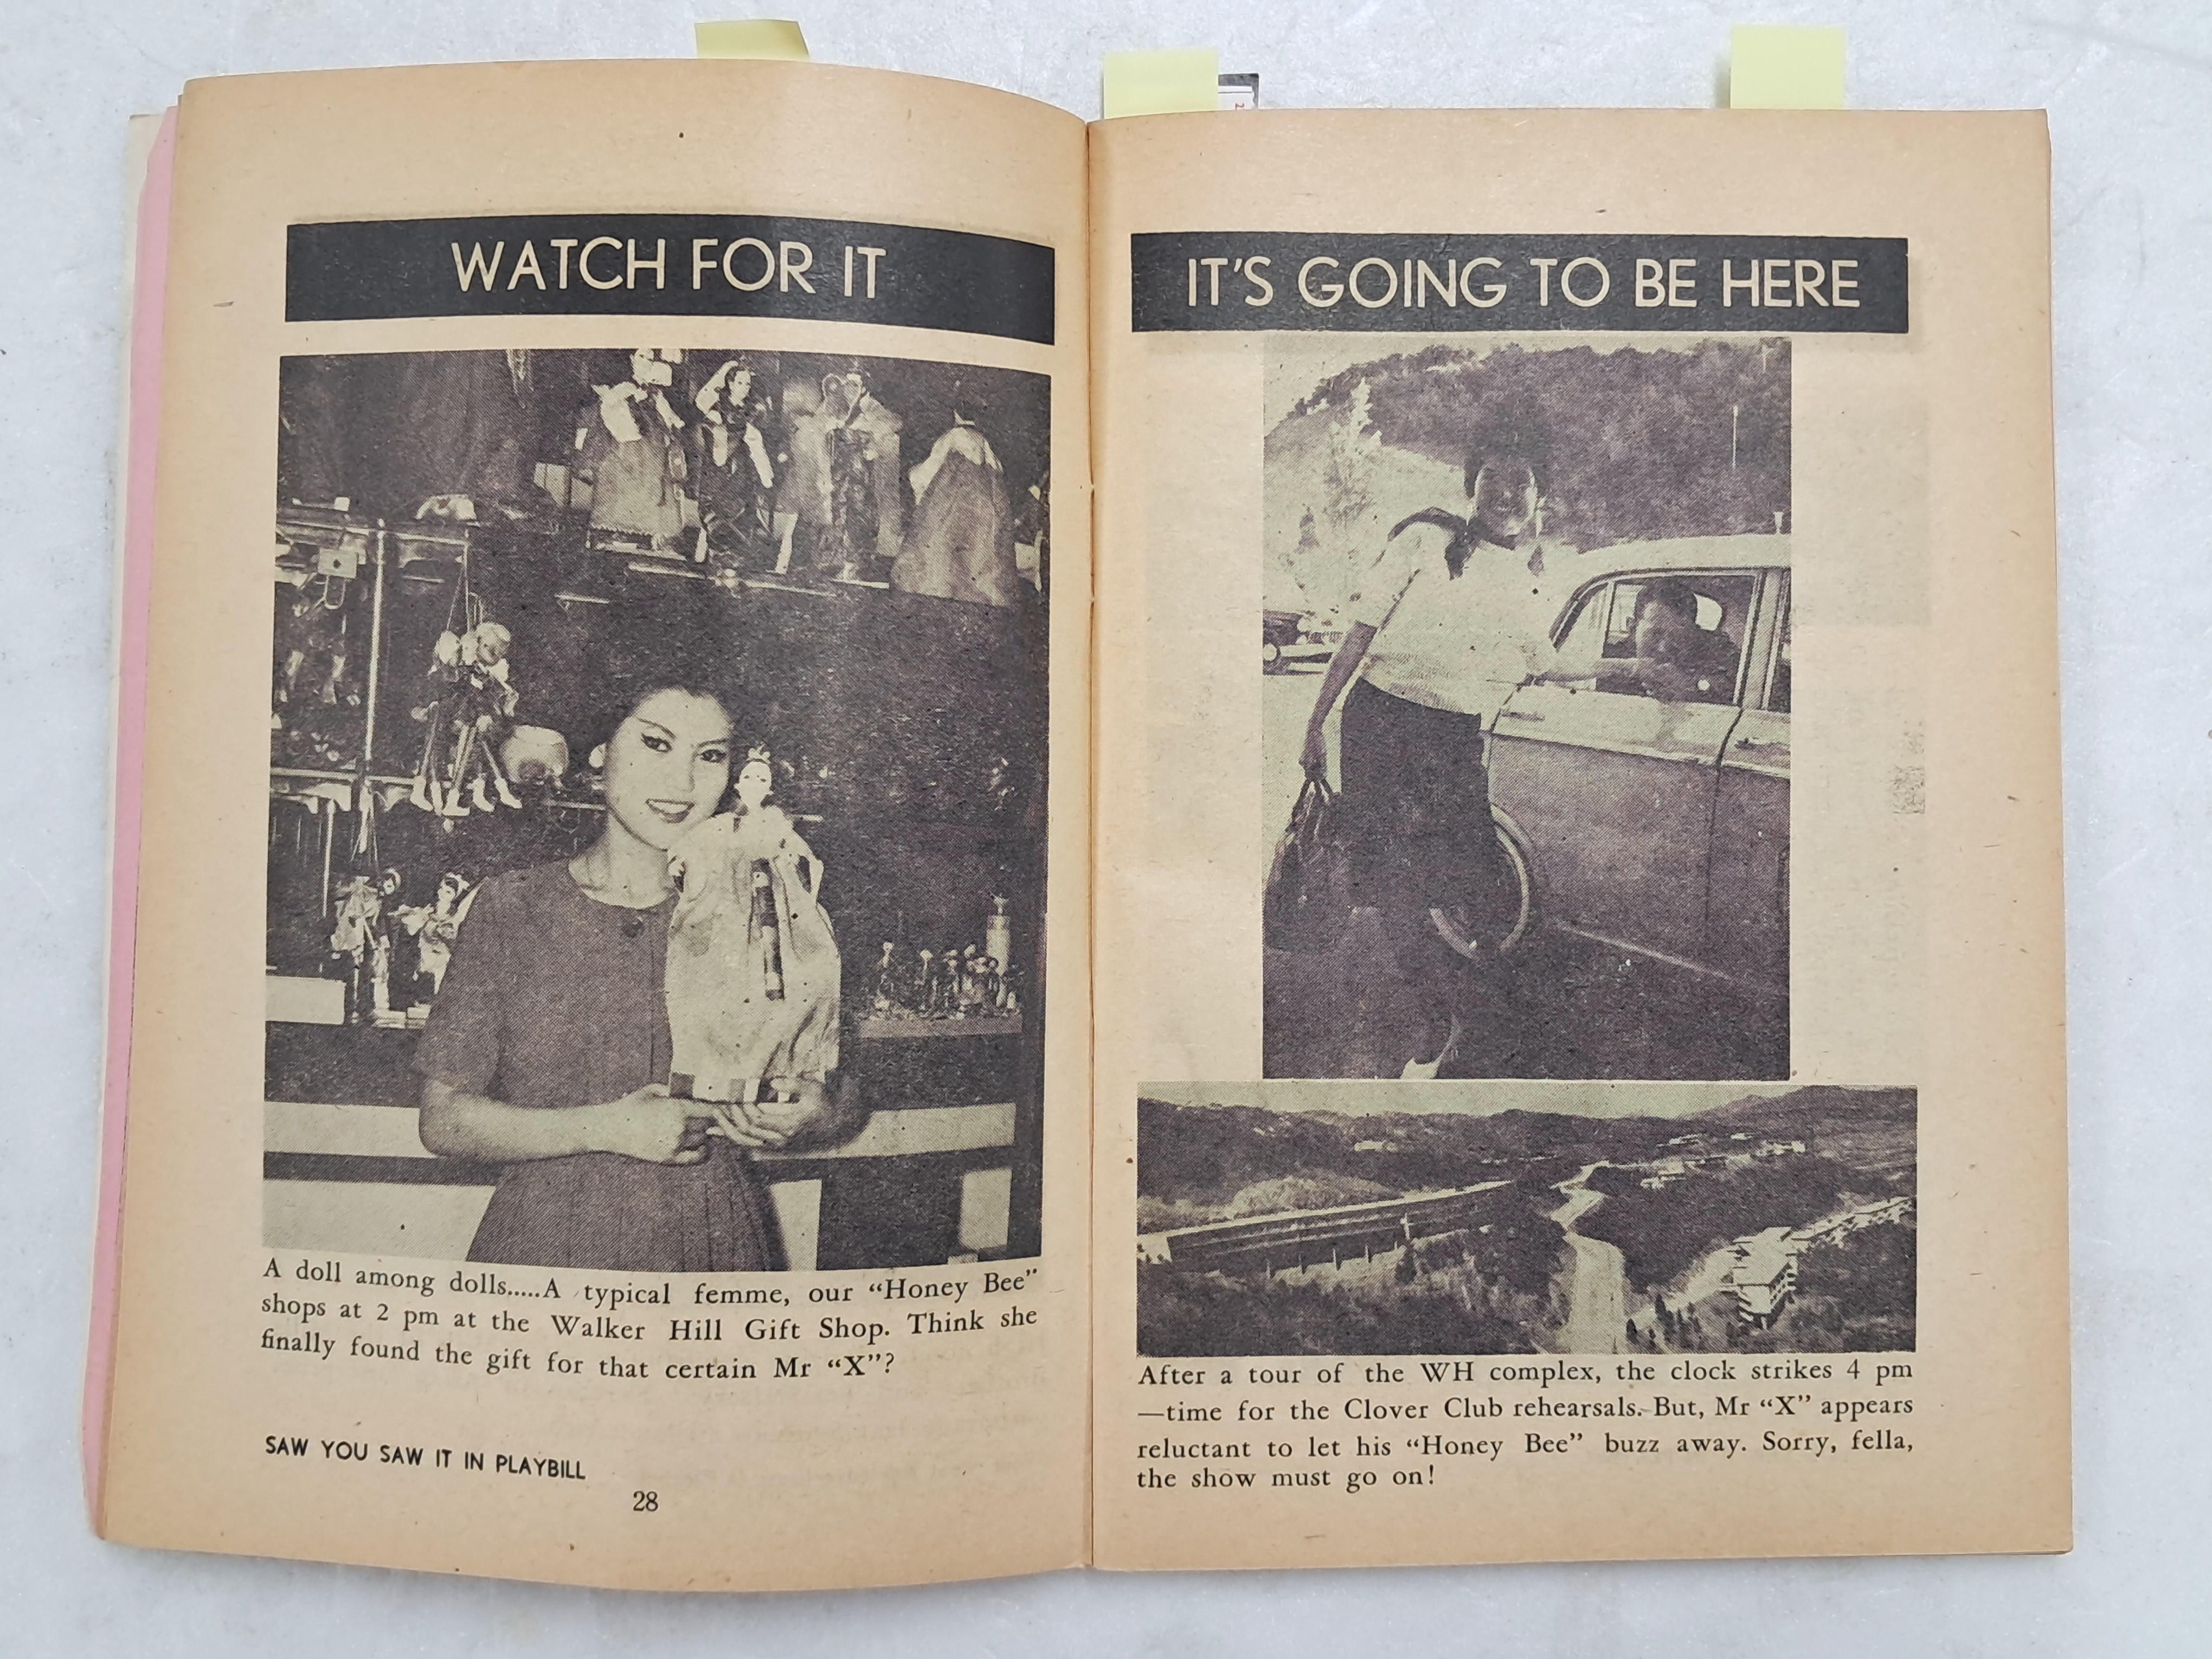 WATCH FOR IT
A doll among dolls.....A typical femme, our “Honey Bee”
shops at 2 pm at the Walker Hill Gift Shop. Think she
finally found the gift for that certain Mr “X”?
SAW YOU SAW IT IN PLAYBILL
28
IT'S GOING TO BE HERE
After a tour of the WH complex, the clock strikes 4 pm
—time for the Clover Club rehearsals. But, Mr “X” appears
reluctant to let his “Honey Bee” buzz away. Sorry, fella,
the show must go on!